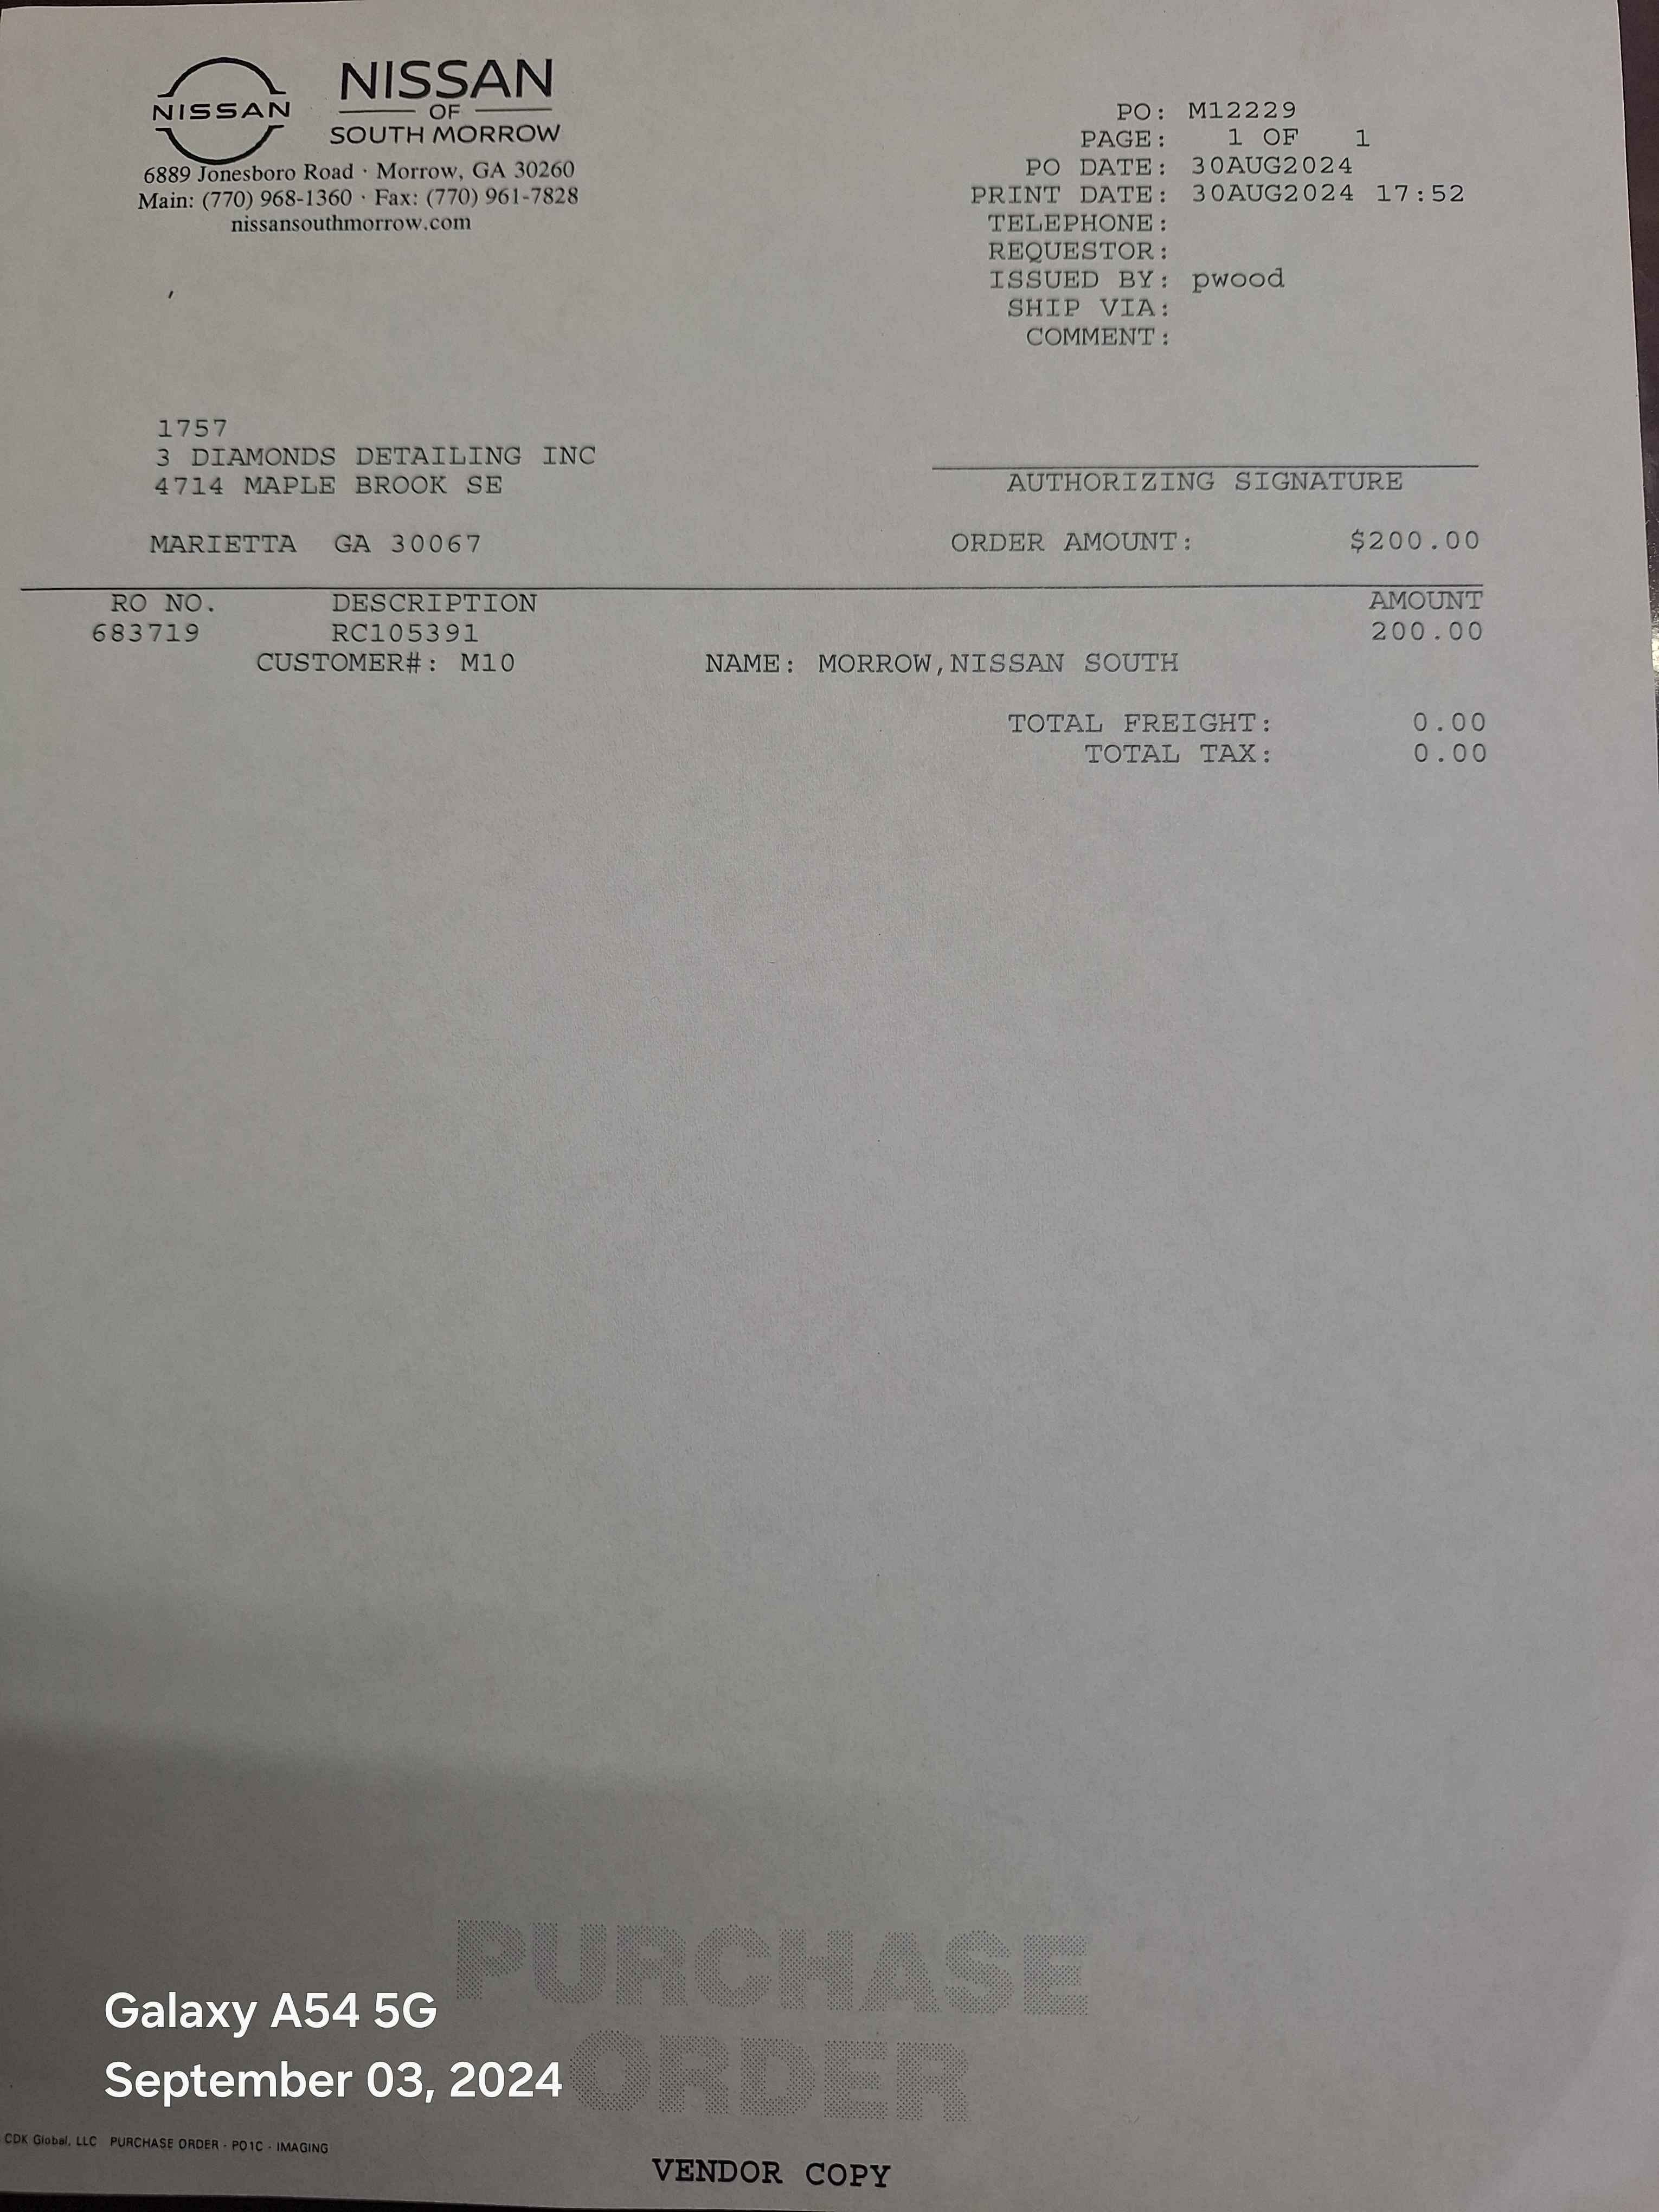 NISSAN
NISSAN
OF
SOUTH MORROW
6889 Jonesboro Road · Morrow, GA 30260
Main: (770) 968-1360 · Fax: (770) 961-7828
nissansouthmorrow.com
PO: M12229
PAGE: 1 OF 1
PO DATE: 30AUG2024
PRINT DATE: 30AUG2024 17:52
TELEPHONE:
REQUESTOR:
ISSUED BY: pwood
SHIP VIA:
COMMENT:
1757
3 DIAMONDS DETAILING INC
4714 MAPLE BROOK SE
MARIETTA GA 30067
AUTHORIZING SIGNATURE
ORDER AMOUNT: $200.00
RO NO. DESCRIPTION AMOUNT
683719 RC105391 200.00
CUSTOMER#: M10 NAME: MORROW,NISSAN SOUTH
TOTAL FREIGHT: 0.00
TOTAL TAX: 0.00
PURCHASE
ORDER
Galaxy A54 5G
September 03, 2024
CDK Global, LLC PURCHASE ORDER - PO1C - IMAGING
VENDOR COPY